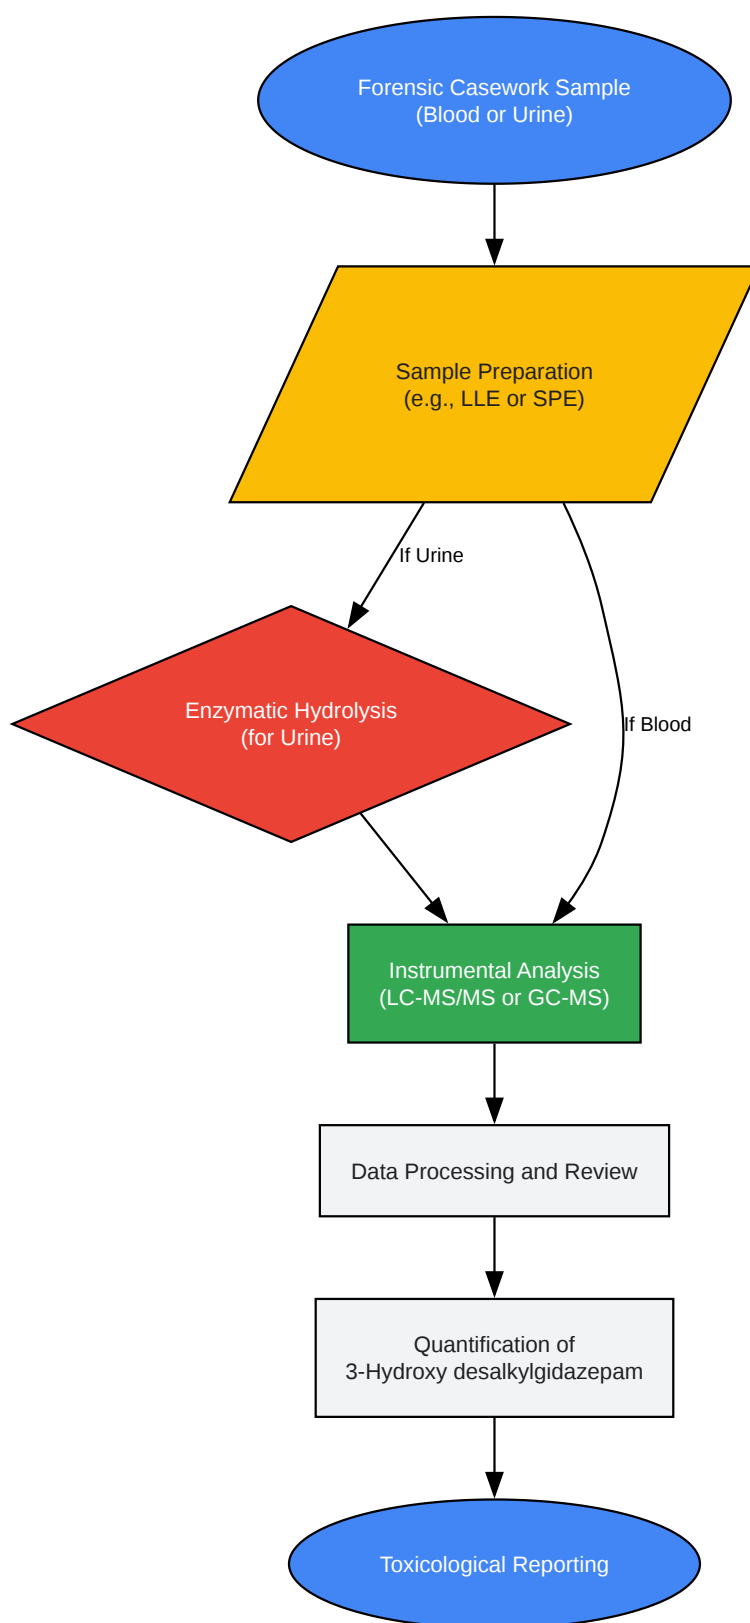 Forensic Casework Sample
(Blood or Urine)
Sample Preparation
(e.g., LLE or SPE)
If Urine
Enzymatic Hydrolysis
(for Urine)
If Blood
Instrumental Analysis
(LC-MS/MS or GC-MS)
Data Processing and Review
Quantification of
3-Hydroxy desalkylgidazepam
Toxicological Reporting